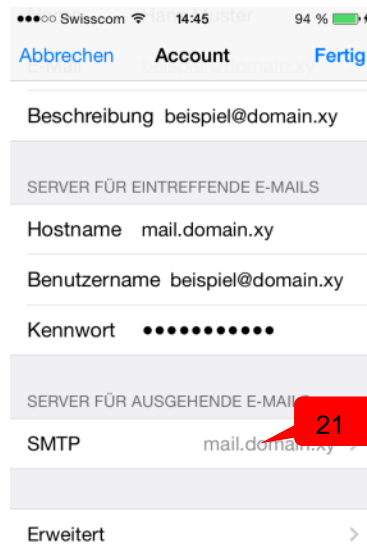 ●●●○○ Swisscom 14:45 94 %
Abbrechen Account Fertig
Beschreibung beispiel@domain.xy
SERVER FÜR EINTREFFENDE E-MAILS
Hostname mail.domain.xy
Benutzername beispiel@domain.xy
Kennwort ●●●●●●●●●●●
SERVER FÜR AUSGEHENDE E-MAILS
21
SMTP mail.domain.xy >
Erweitert >